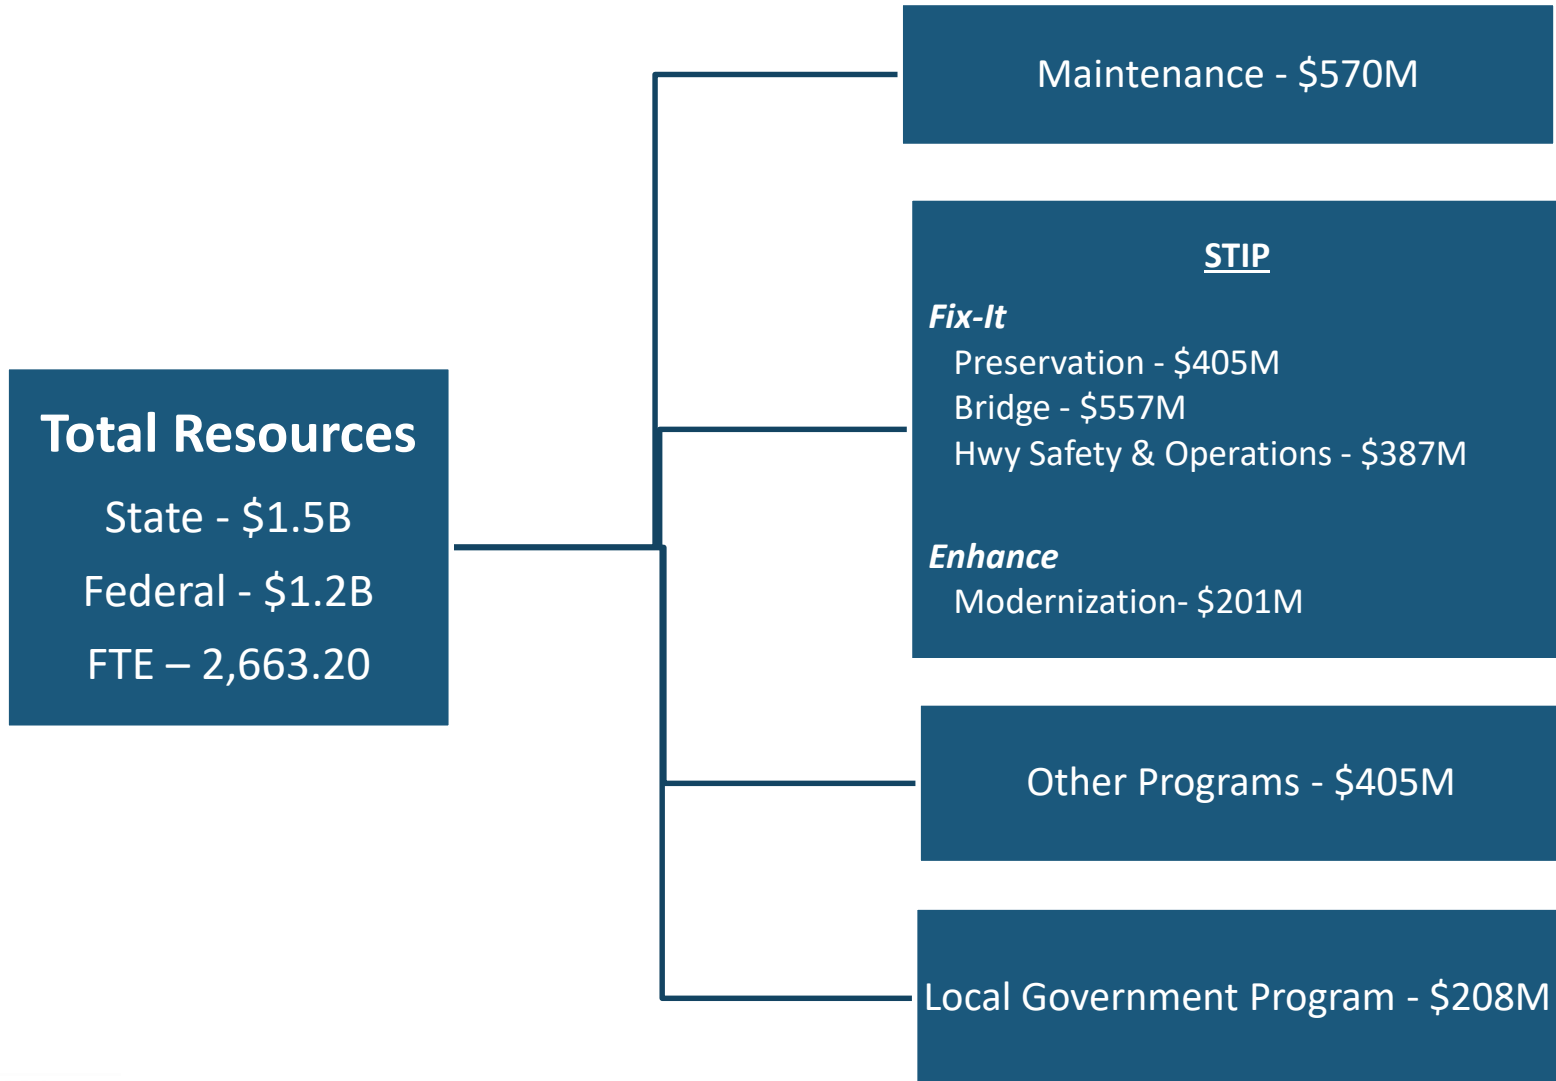 Total Resources
State - $1.5B
Federal - $1.2B
FTE – 2,663.20
Maintenance - $570M
STIP
Fix-It
Preservation - $405M
Bridge - $557M
Hwy Safety & Operations - $387M
Enhance
Modernization- $201M
Other Programs - $405M
Local Government Program - $208M